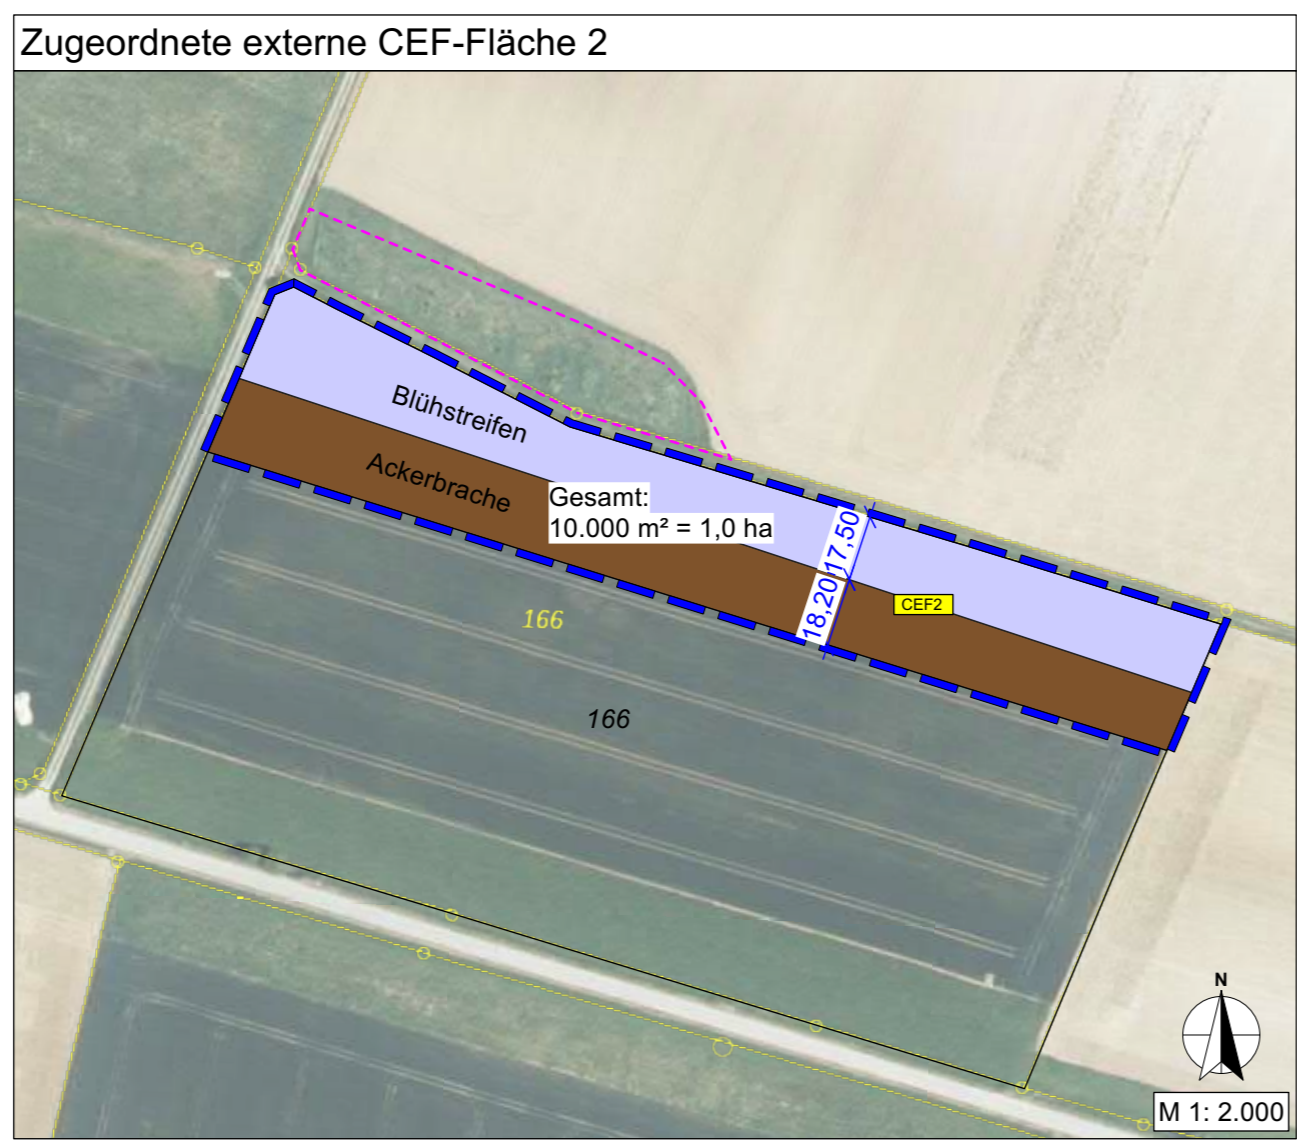 Zugeordnete externe CEF-Fläche 2
Blühstreifen
Ackerbrache
Gesamt:
10.000 m² = 1,0 ha
17,50
18,20
CEF2
166
166
N
M 1: 2.000